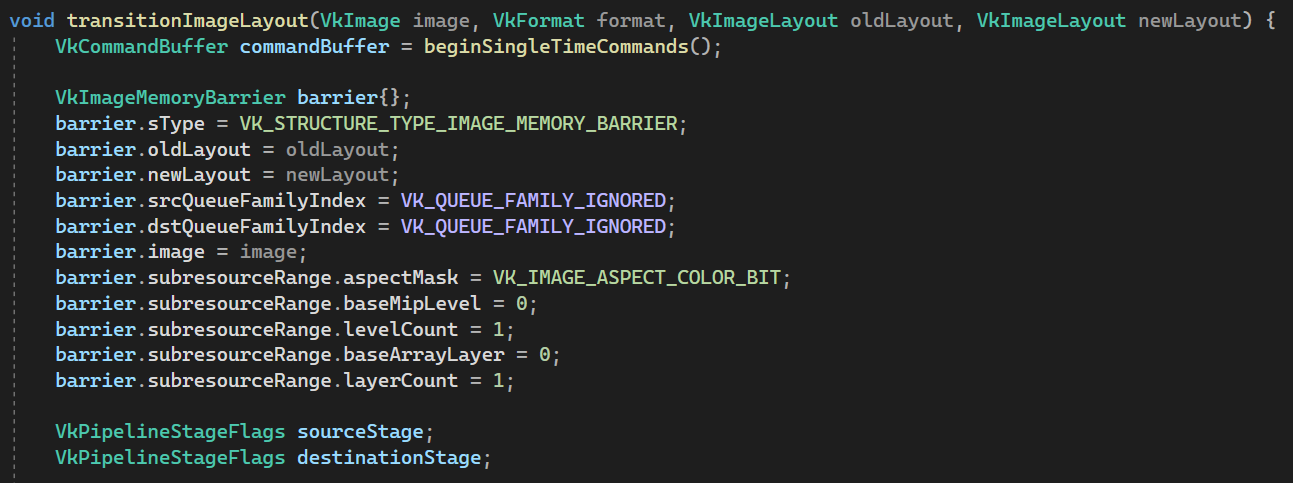 void transitionImageLayout(VkImage image, VkFormat format, VkImageLayout oldLayout, VkImageLayout newLayout) {
    VkCommandBuffer commandBuffer = beginSingleTimeCommands();

    VkImageMemoryBarrier barrier{};
    barrier.sType = VK_STRUCTURE_TYPE_IMAGE_MEMORY_BARRIER;
    barrier.oldLayout = oldLayout;
    barrier.newLayout = newLayout;
    barrier.srcQueueFamilyIndex = VK_QUEUE_FAMILY_IGNORED;
    barrier.dstQueueFamilyIndex = VK_QUEUE_FAMILY_IGNORED;
    barrier.image = image;
    barrier.subresourceRange.aspectMask = VK_IMAGE_ASPECT_COLOR_BIT;
    barrier.subresourceRange.baseMipLevel = 0;
    barrier.subresourceRange.levelCount = 1;
    barrier.subresourceRange.baseArrayLayer = 0;
    barrier.subresourceRange.layerCount = 1;

    VkPipelineStageFlags sourceStage;
    VkPipelineStageFlags destinationStage;